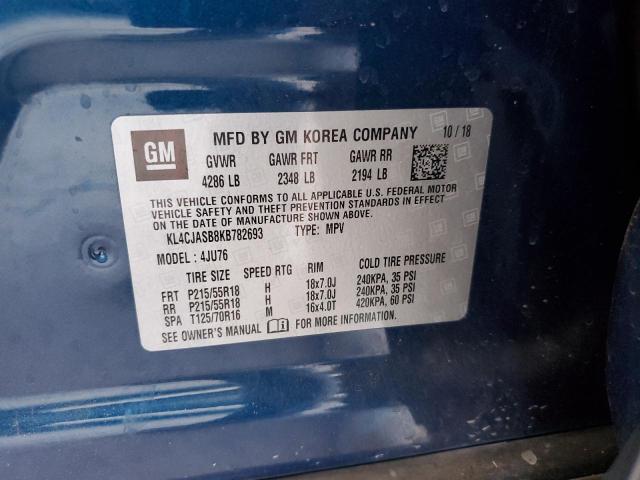 GM MFD BY GM KOREA COMPANY 10 / 18
GVWR GAWR FRT GAWR RR
4286 LB 2348 LB 2194 LB
THIS VEHICLE CONFORMS TO ALL APPLICABLE U.S. FEDERAL MOTOR
VEHICLE SAFETY AND THEFT PREVENTION STANDARDS IN EFFECT
ON THE DATE OF MANUFACTURE SHOWN ABOVE.
KL4CJASB8KB782693 TYPE: MPV
MODEL : 4JU76
TIRE SIZE SPEED RTG RIM COLD TIRE PRESSURE
FRT P215/55R18 H 18x7.0J 240KPA, 35 PSI
RR P215/55R18 H 18x7.0J 240KPA, 35 PSI
SPA T125/70R16 M 16x4.0T 420KPA, 60 PSI
SEE OWNER'S MANUAL FOR MORE INFORMATION.